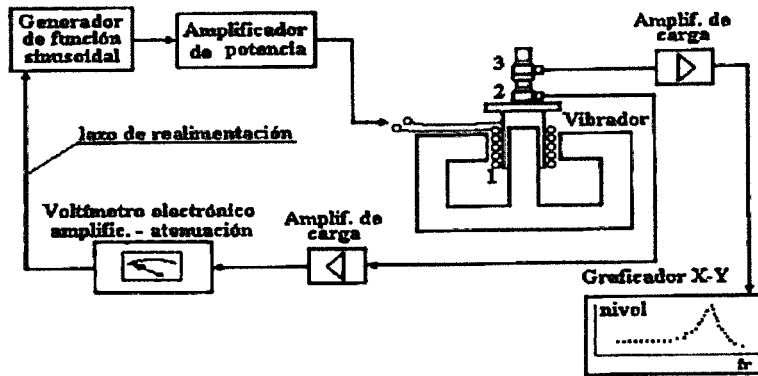 Generador
de función
sinusoidal
Amplificador
de potencia
Amplif. de
carga
3
2
Vibrador
1
lazo de realimentación
Voltímetro electrónico
amplific. - atenuación
Amplif. de
carga
Graficador X-Y
nivel
fr